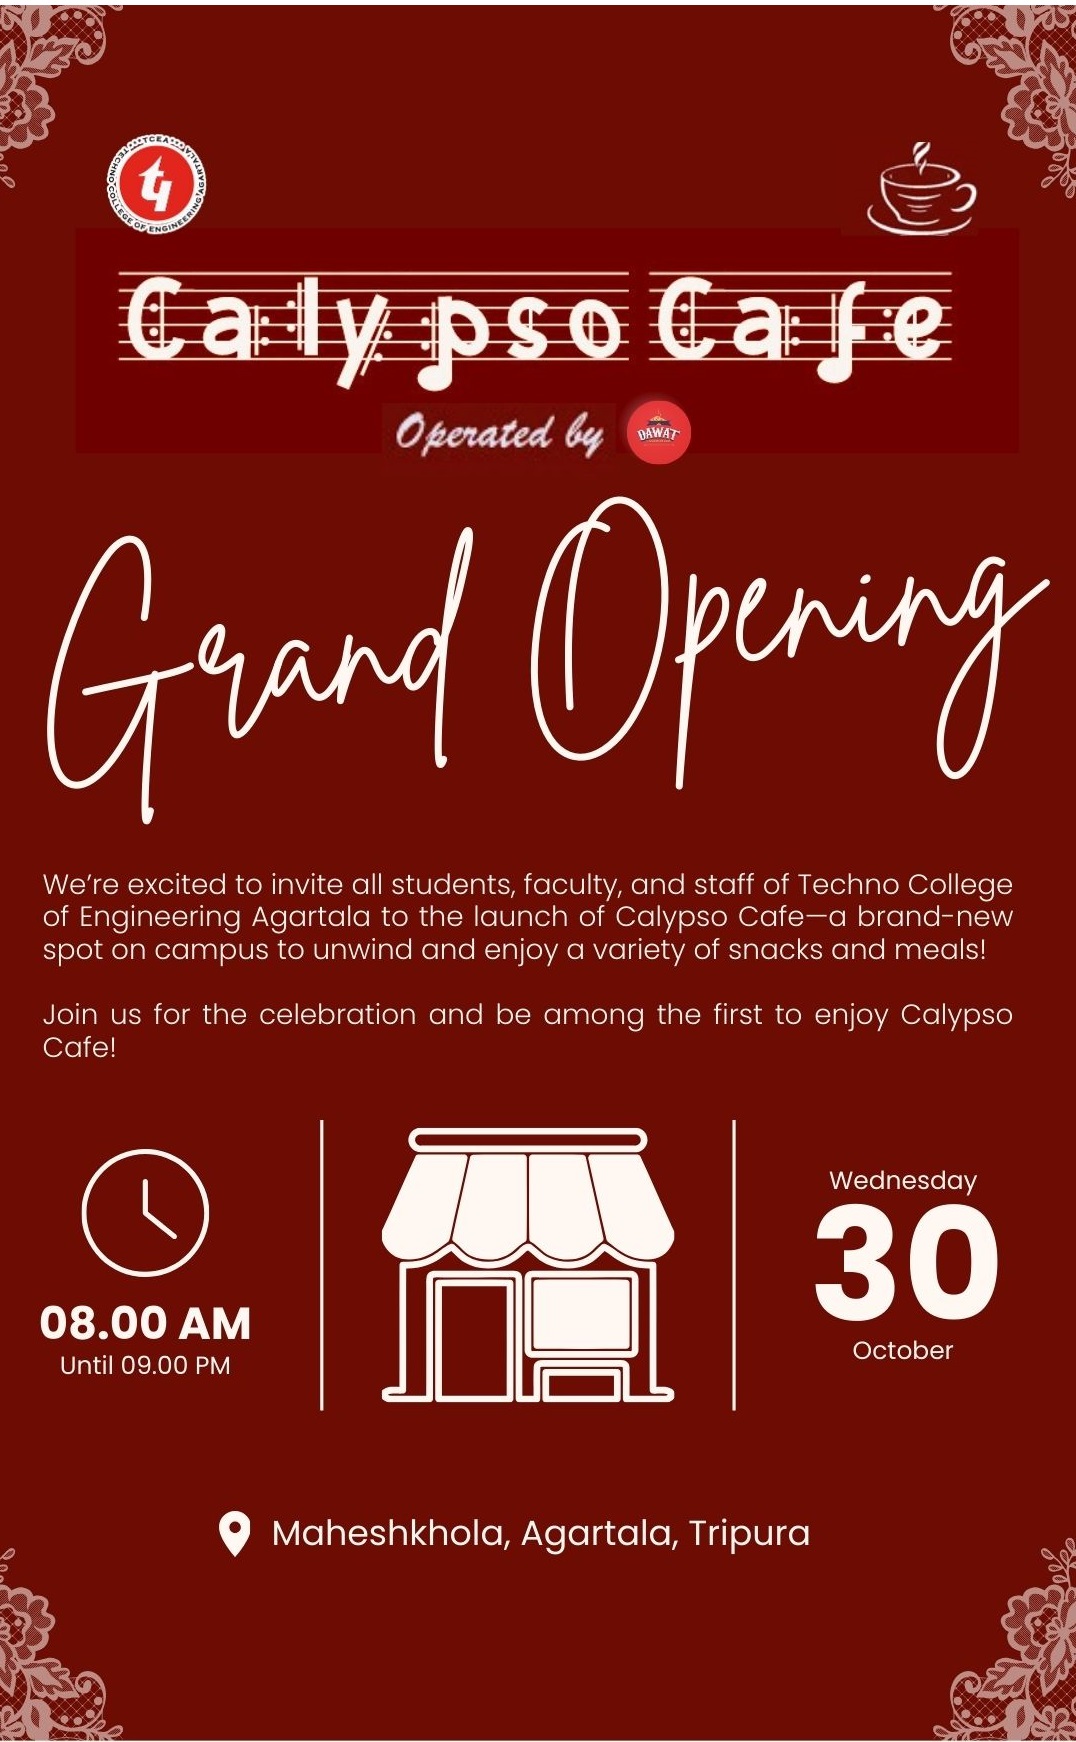 TCEA
TECHNO COLLEGE OF ENGINEERING AGARTALA
Calypso Cafe
Operated by DAWAT
Grand Opening
We're excited to invite all students, faculty, and staff of Techno College
of Engineering Agartala to the launch of Calypso Cafe—a brand-new
spot on campus to unwind and enjoy a variety of snacks and meals!
Join us for the celebration and be among the first to enjoy Calypso
Cafe!
08.00 AM
Until 09.00 PM
Wednesday
30
October
Maheshkhola, Agartala, Tripura